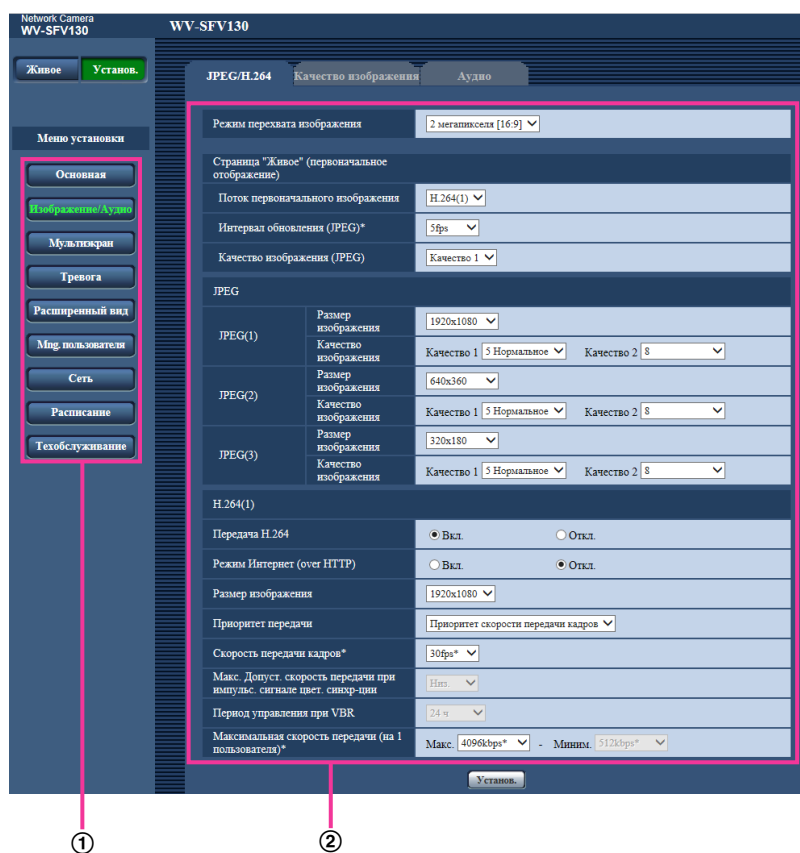 Network Camera
WV-SFV130
WV-SFV130
Живое Установ.
JPEG/H.264 Качество изображения Аудио
Меню установки
Основная
Изображение/Аудио
Мультиэкран
Тревога
Расширенный вид
Mng. пользователя
Сеть
Расписание
Техобслуживание
Режим перехвата изображения 2 мегапикселя [16:9]
Страница "Живое" (первоначальное
отображение)
Поток первоначального изображения H.264(1)
Интервал обновления (JPEG)* 5fps
Качество изображения (JPEG) Качество 1
JPEG
JPEG(1)
Размер
изображения
1920x1080
Качество
изображения
Качество 1 5 Нормальное Качество 2 8
JPEG(2)
Размер
изображения
640x360
Качество
изображения
Качество 1 5 Нормальное Качество 2 8
JPEG(3)
Размер
изображения
320x180
Качество
изображения
Качество 1 5 Нормальное Качество 2 8
H.264(1)
Передача H.264 Вкл. Откл.
Режим Интернет (over HTTP) Вкл. Откл.
Размер изображения 1920x1080
Приоритет передачи Приоритет скорости передачи кадров
Скорость передачи кадров* 30fps*
Макс. Допуст. скорость передачи при
импульс. сигнале цвет. синхр-ции
Низ.
Период управления при VBR 24 ч
Максимальная скорость передачи (на 1
пользователя)*
Макс. 4096kbps* - Миним. 512kbps*
Установ.
① ②